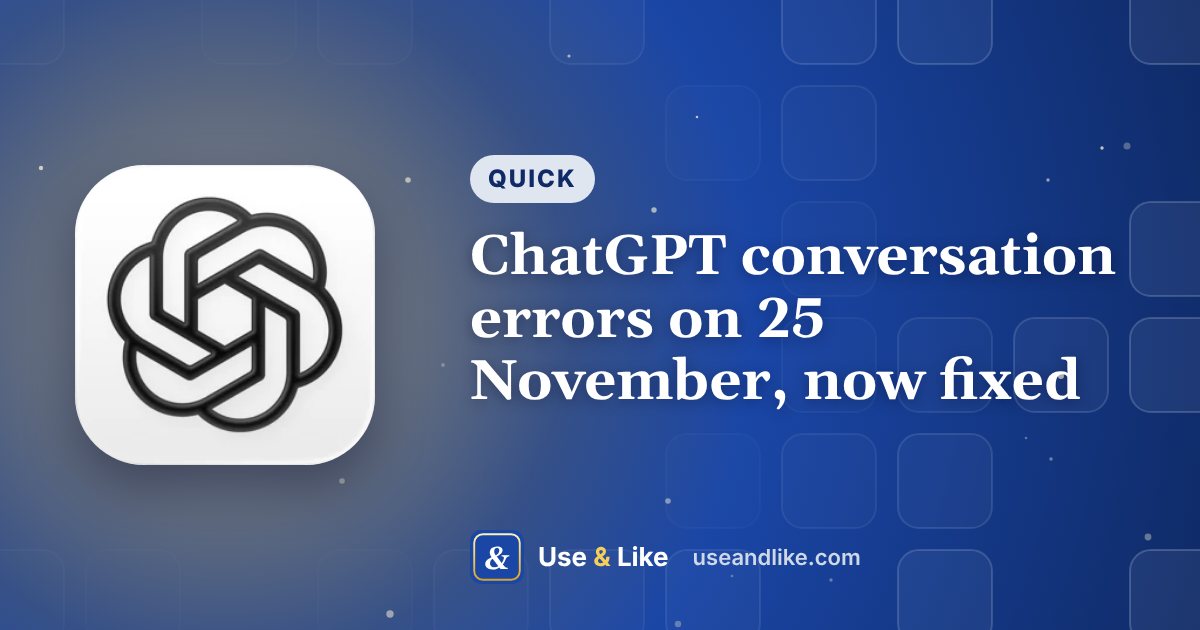 QUICK
ChatGPT conversation
errors on 25
November, now fixed
& Use & Like useandlike.com